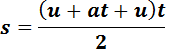 s = (u + at + u)t / 2